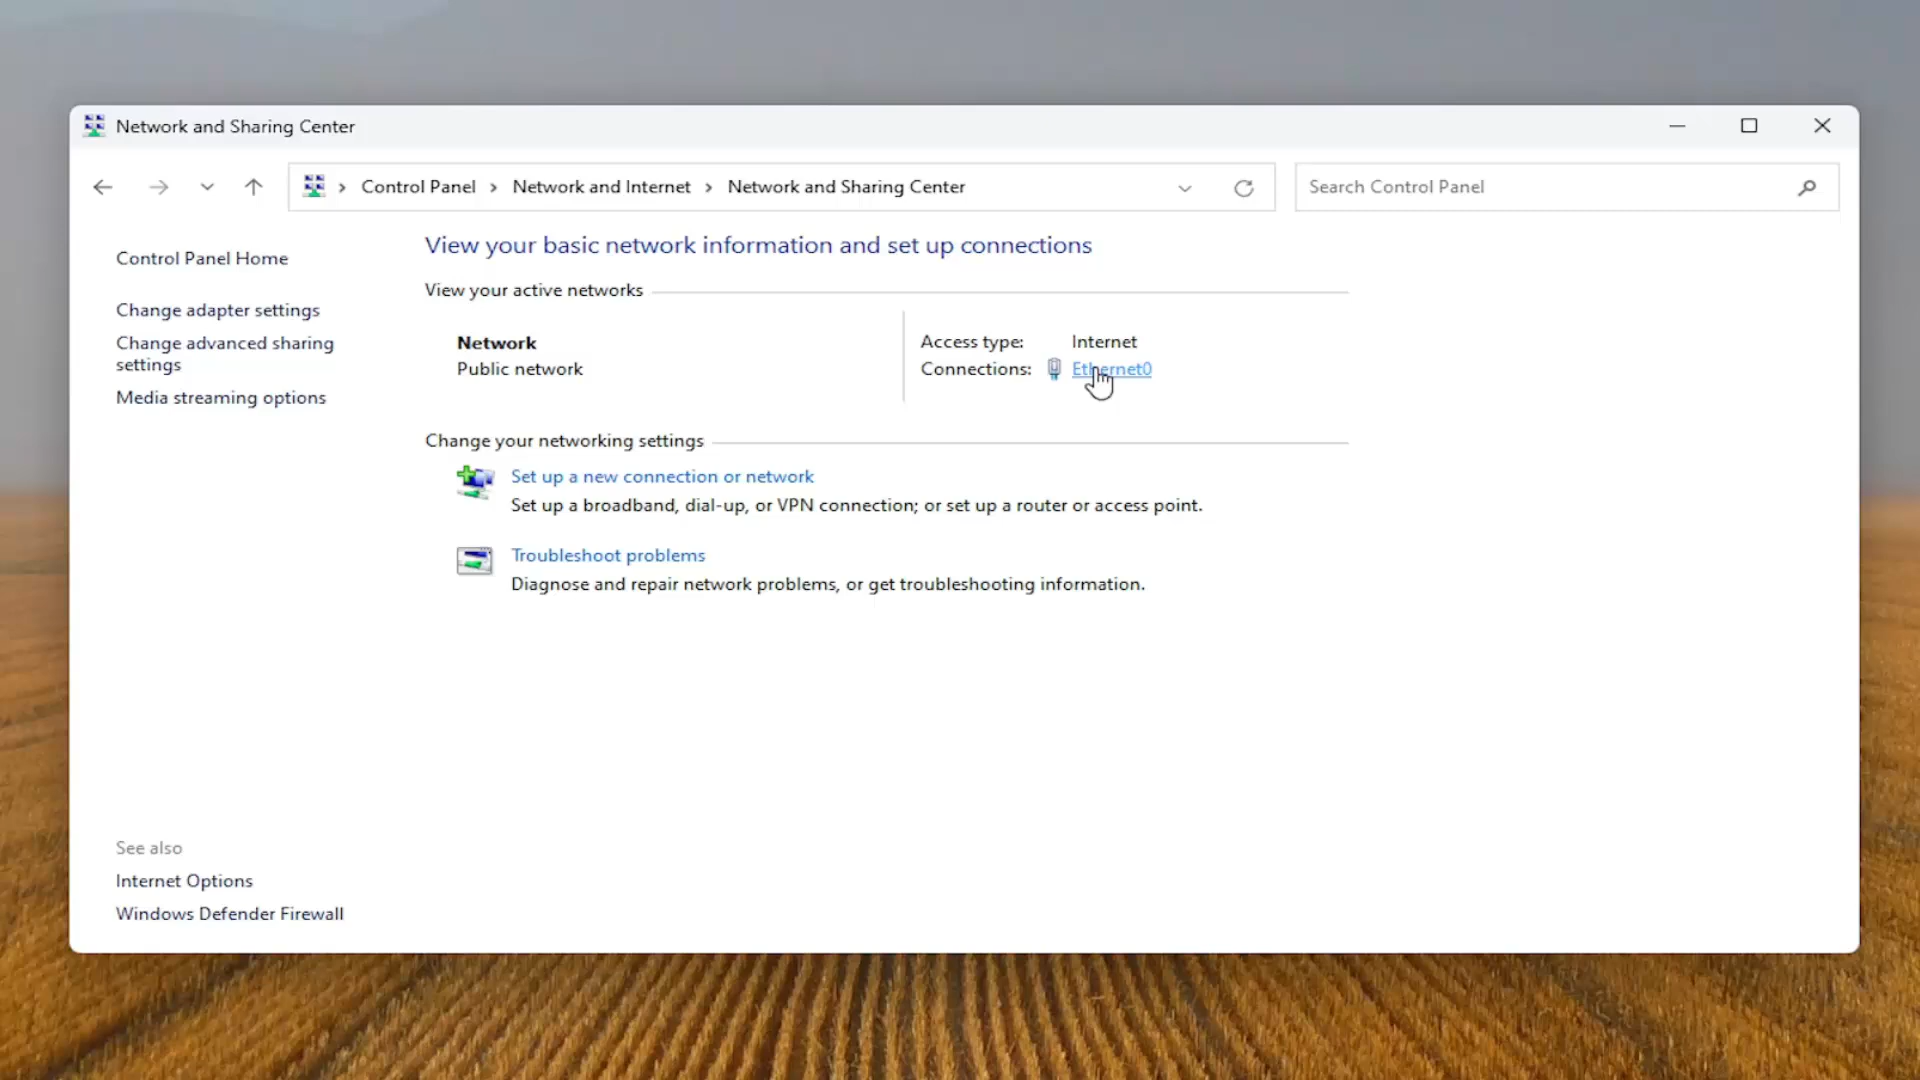 Network and Sharing Center
Control Panel > Network and Internet > Network and Sharing Center
Search Control Panel
Control Panel Home
Change adapter settings
Change advanced sharing
settings
Media streaming options
See also
Internet Options
Windows Defender Firewall
View your basic network information and set up connections
View your active networks
Network
Public network
Access type: Internet
Connections: Ethernet0
Change your networking settings
Set up a new connection or network
Set up a broadband, dial-up, or VPN connection; or set up a router or access point.
Troubleshoot problems
Diagnose and repair network problems, or get troubleshooting information.